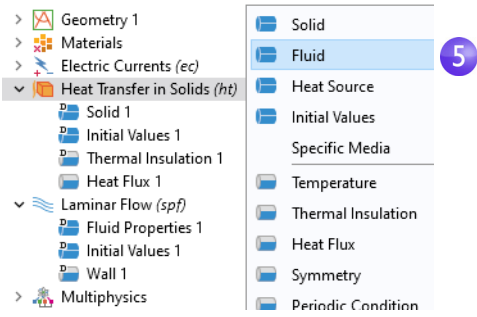 Geometry 1
Materials
Electric Currents (ec)
Heat Transfer in Solids (ht)
D Solid 1
D Initial Values 1
D Thermal Insulation 1
Heat Flux 1
Laminar Flow (spf)
D Fluid Properties 1
D Initial Values 1
D Wall 1
Multiphysics
Solid
Fluid
5
Heat Source
Initial Values
Specific Media
Temperature
Thermal Insulation
Heat Flux
Symmetry
Periodic Condition